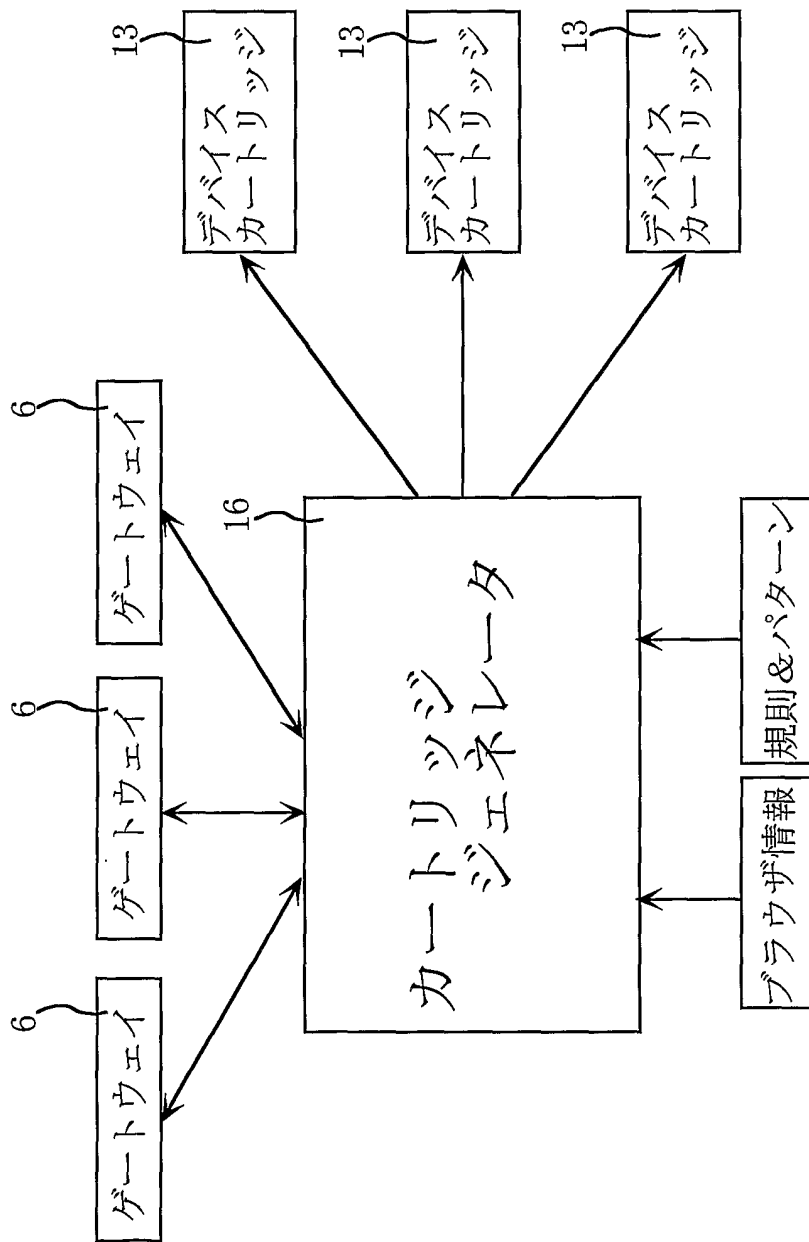 6
6
6
ゲートウェイ
ゲートウェイ
ゲートウェイ
13
デバイス
カートリッジ
16
カートリッジ
ジェネレータ
13
デバイス
カートリッジ
13
デバイス
カートリッジ
ブラウザ情報
規則&パターン